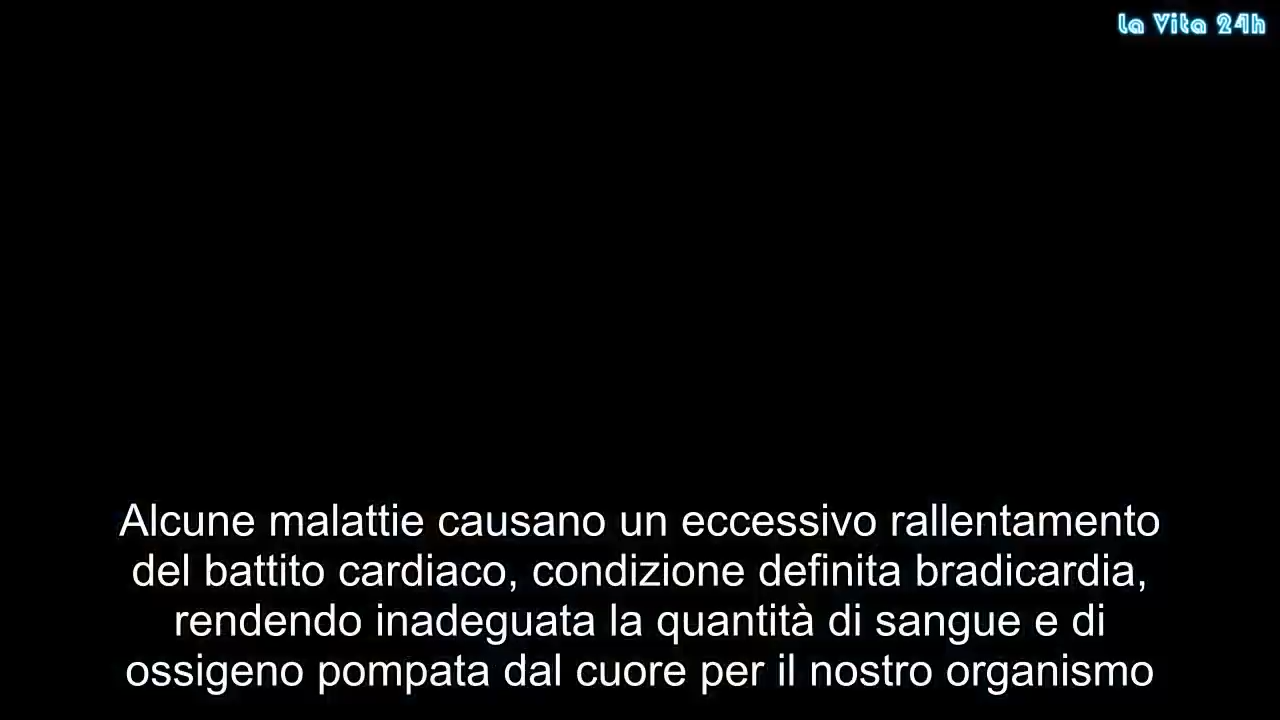 la Vita 24h
Alcune malattie causano un eccessivo rallentamento
del battito cardiaco, condizione definita bradicardia,
rendendo inadeguata la quantità di sangue e di
ossigeno pompata dal cuore per il nostro organismo